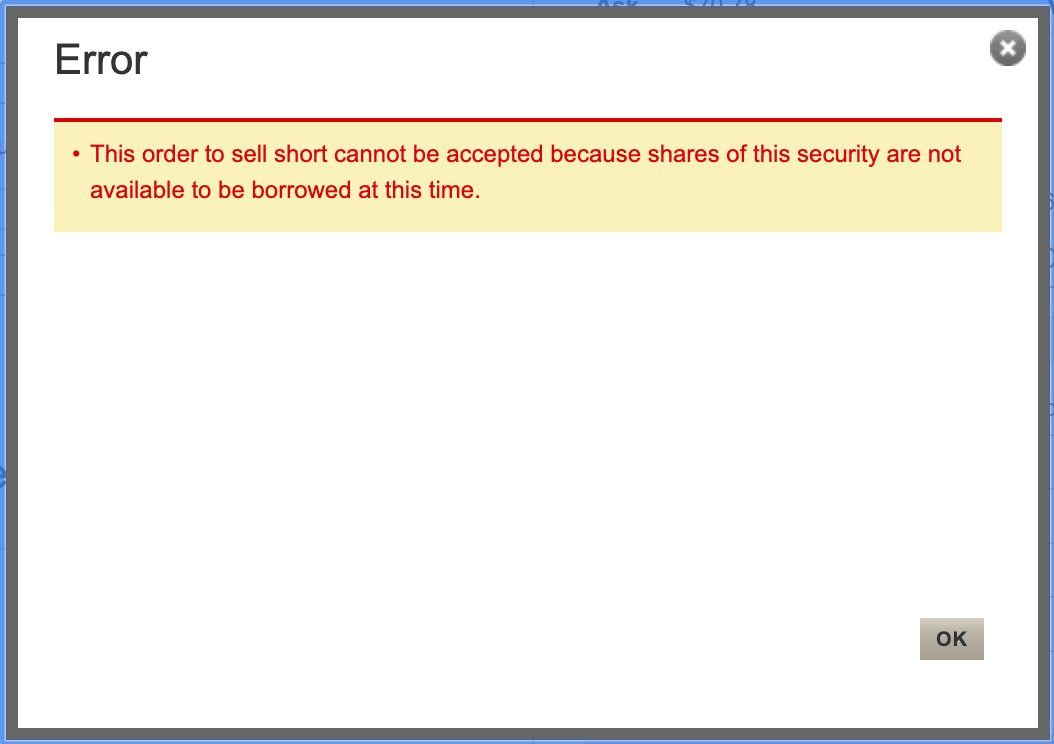 Error
• This order to sell short cannot be accepted because shares of this security are not
available to be borrowed at this time.
OK